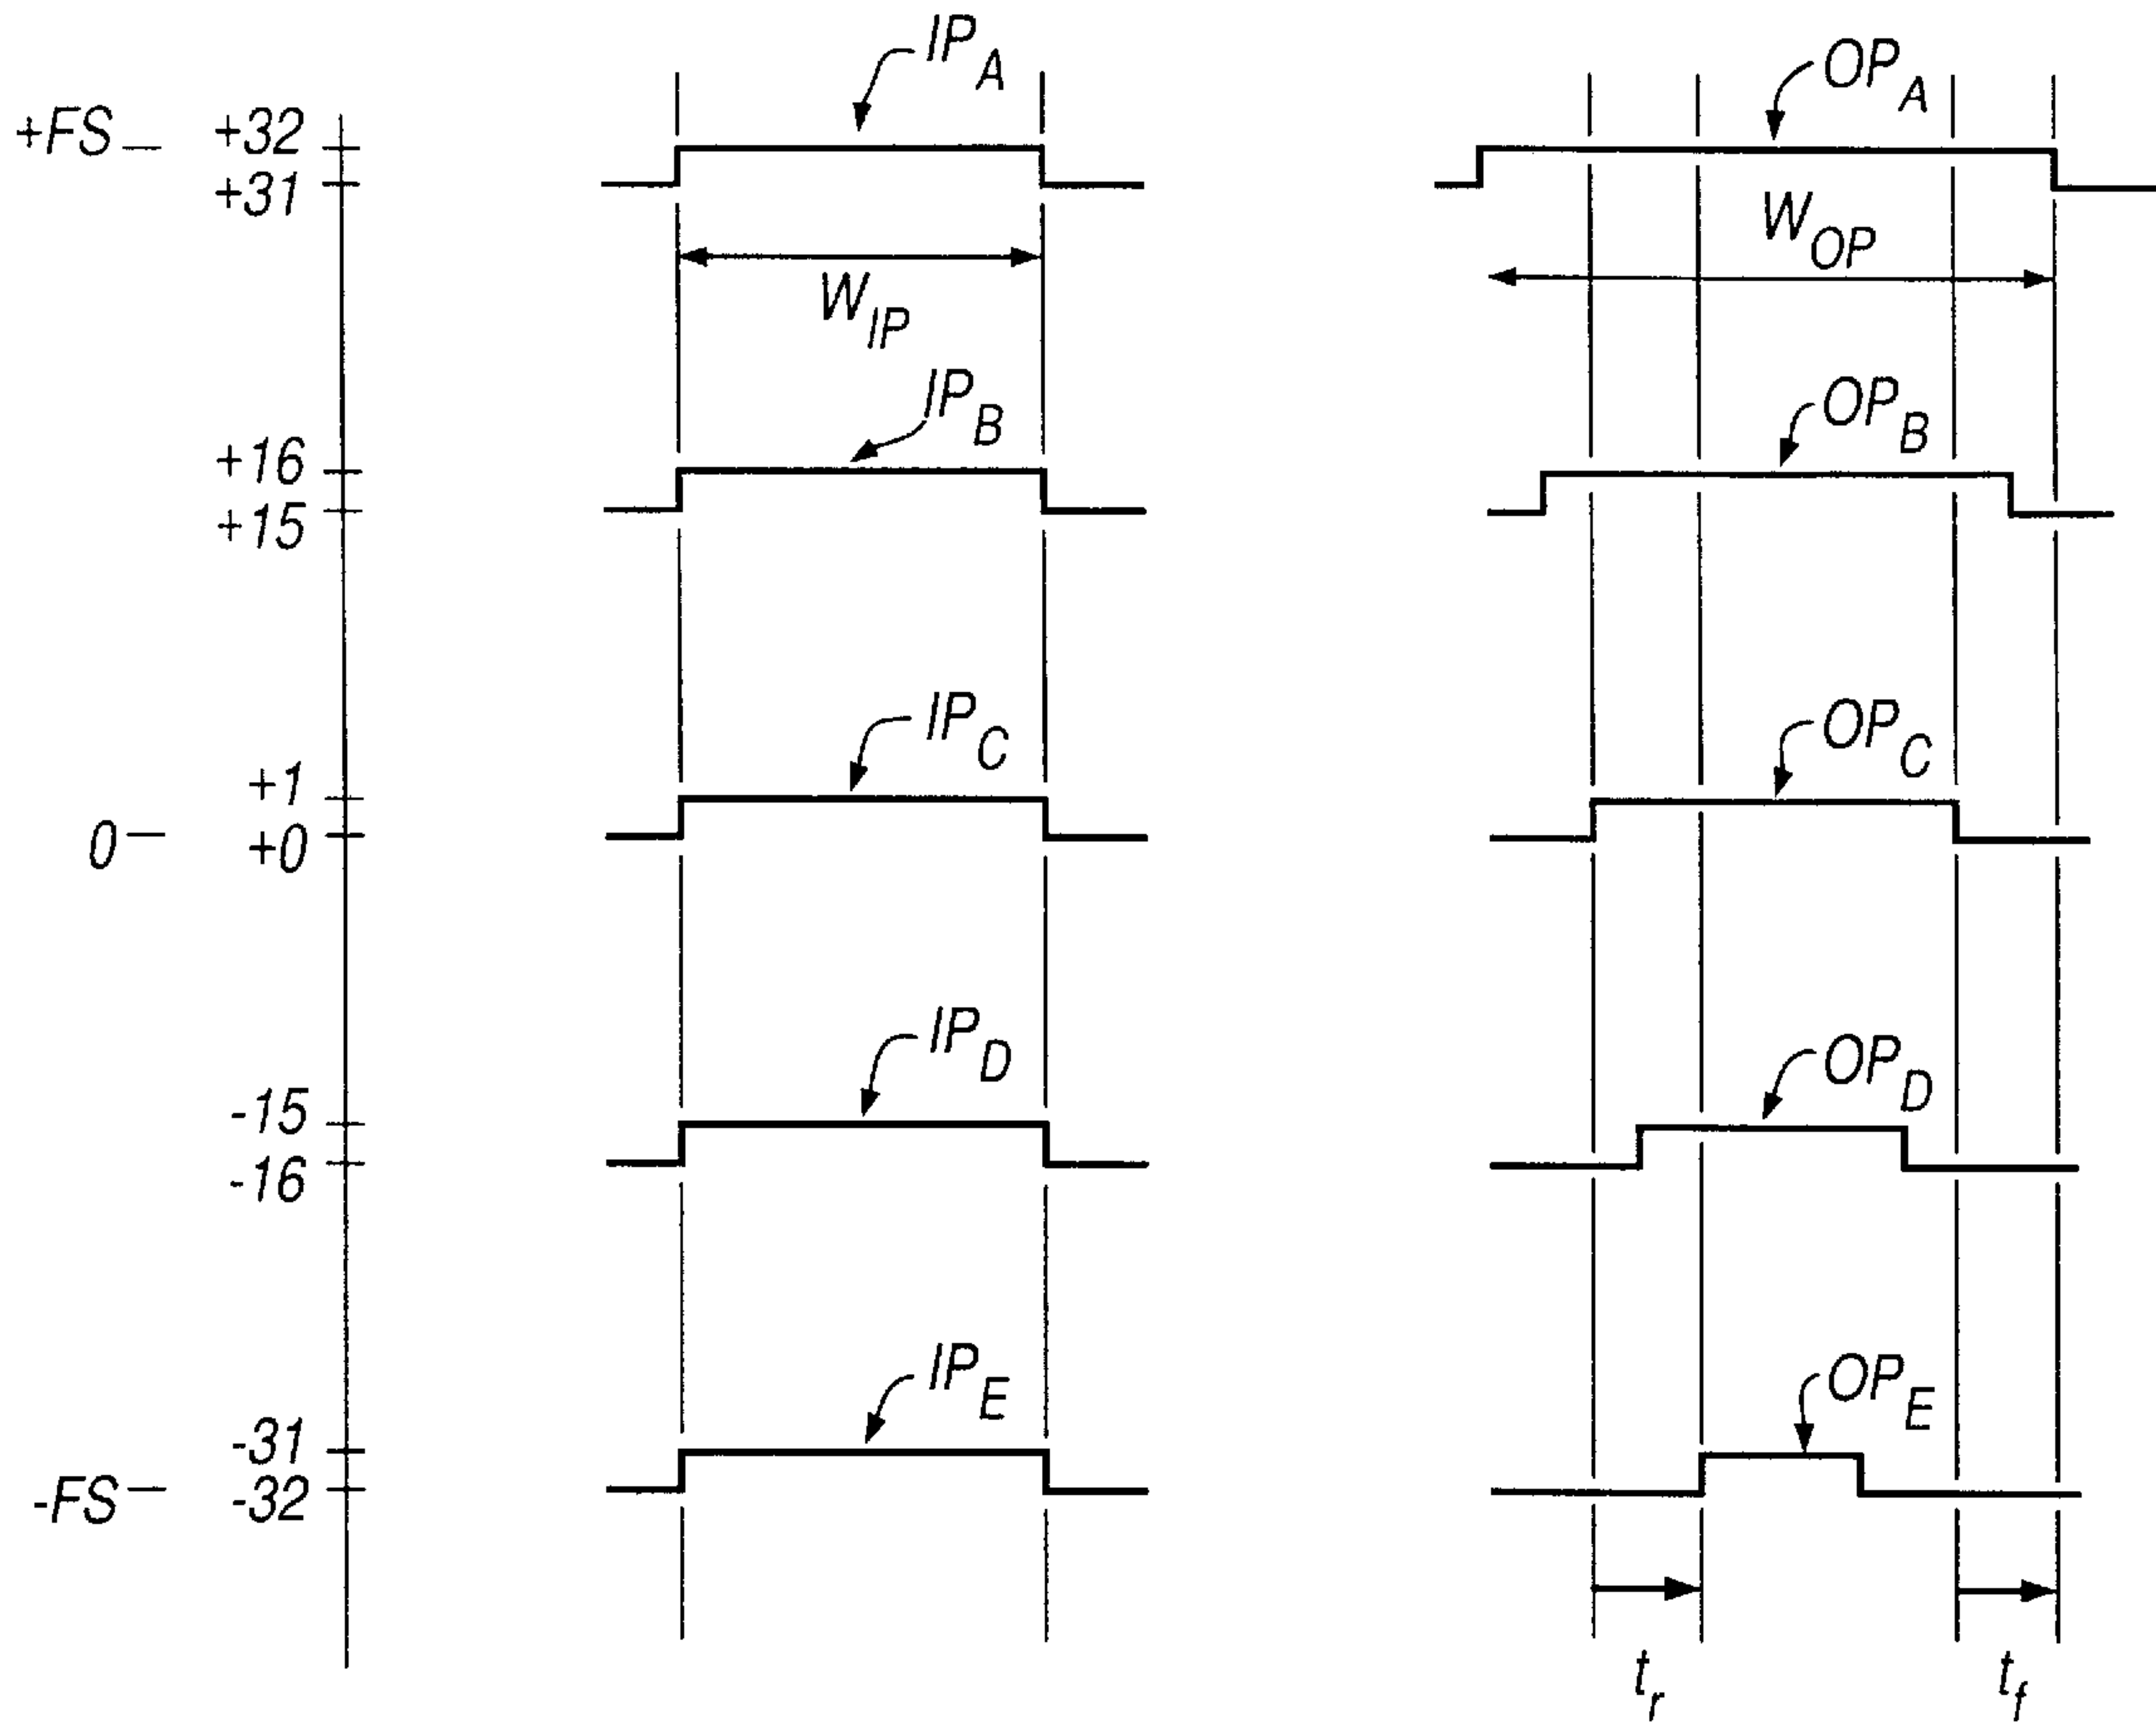 IP_A
OP_A
+FS
+32
+31
W_OP
W_IP
IP_B
OP_B
+16
+15
IP_C
OP_C
+1
0
+0
IP_D
OP_D
-15
-16
IP_E
OP_E
-31
-FS
-32
t_r
t_f